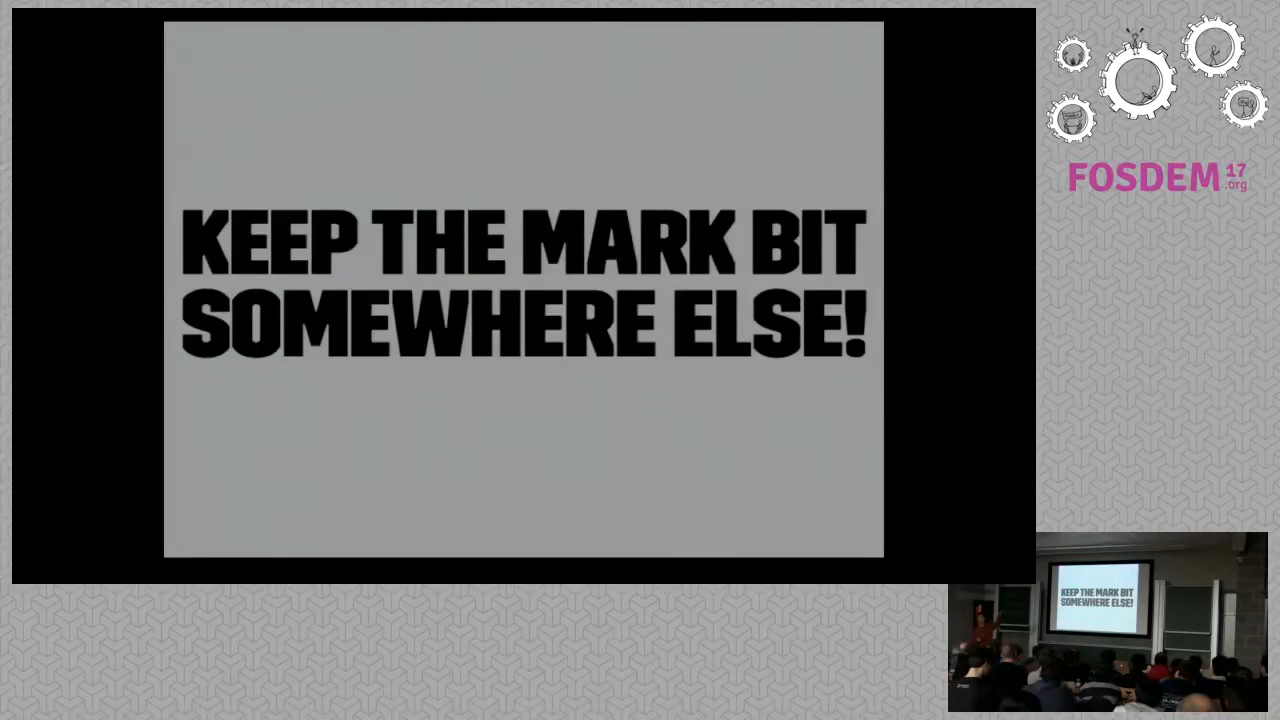 KEEP THE MARK BIT
SOMEWHERE ELSE!
FOSDEM 17
.org
KEEP THE MARK BIT
SOMEWHERE ELSE!